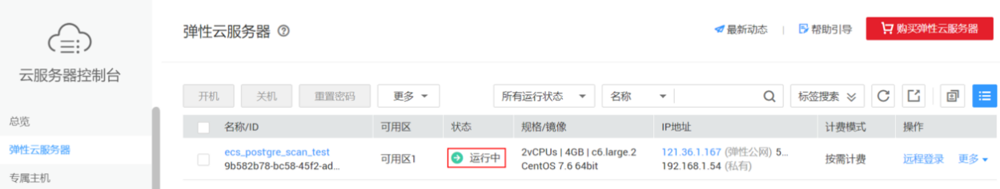 弹性云服务器
最新动态 | 帮助引导 购买弹性云服务器
云服务器控制台
开机 关机 重置密码 更多 所有运行状态 名称 标签搜索
总览
名称/ID 可用区 状态 规格/镜像 IP地址 计费模式 操作
弹性云服务器
ecs_postgre_scan_test 可用区1 运行中 2vCPUs | 4GB | c6.large.2 121.36.1.167 (弹性公网) 5... 按需计费 远程登录 更多
9b582b78-bc58-45f2-ad... CentOS 7.6 64bit 192.168.1.54 (私有)
专属主机